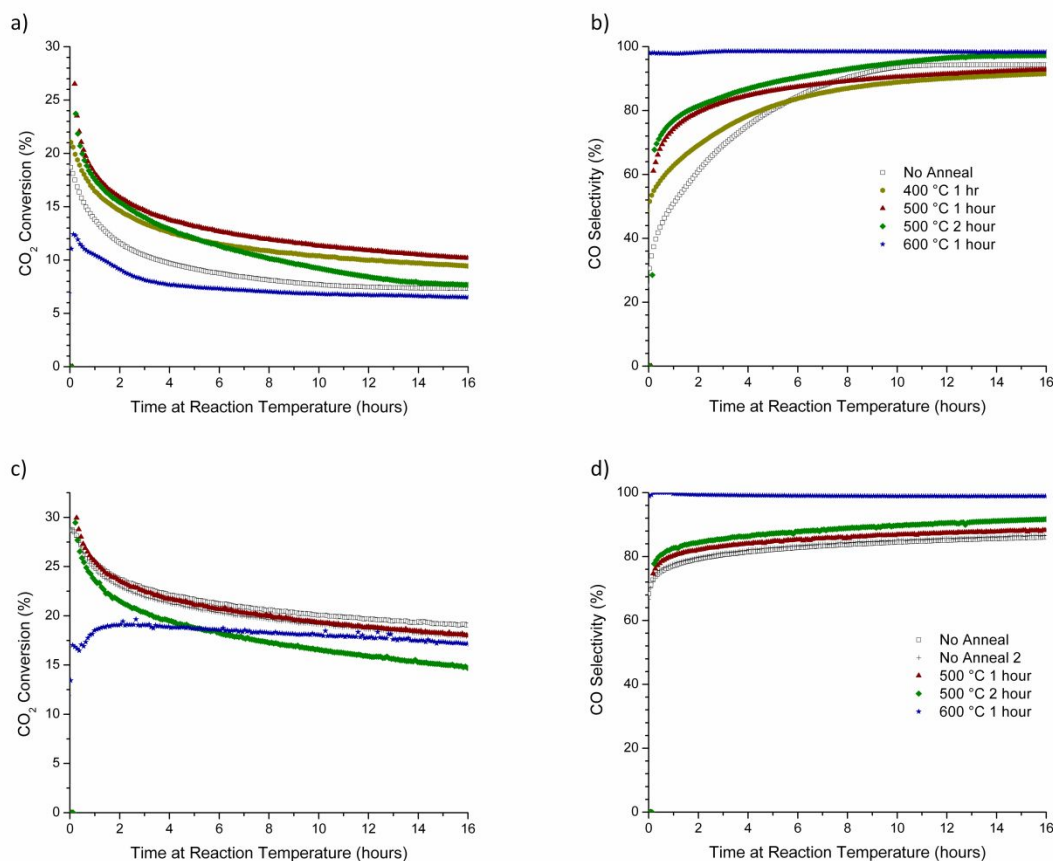 a)
CO2 Conversion (%)
30
25
20
15
10
5
0
0 2 4 6 8 10 12 14 16
Time at Reaction Temperature (hours)
b)
CO Selectivity (%)
100
80
60
40
20
0
0 2 4 6 8 10 12 14 16
Time at Reaction Temperature (hours)
No Anneal
400 °C 1 hr
500 °C 1 hour
500 °C 2 hour
600 °C 1 hour
c)
CO2 Conversion (%)
30
25
20
15
10
5
0
0 2 4 6 8 10 12 14 16
Time at Reaction Temperature (hours)
d)
CO Selectivity (%)
100
80
60
40
20
0
0 2 4 6 8 10 12 14 16
Time at Reaction Temperature (hours)
No Anneal
No Anneal 2
500 °C 1 hour
500 °C 2 hour
600 °C 1 hour